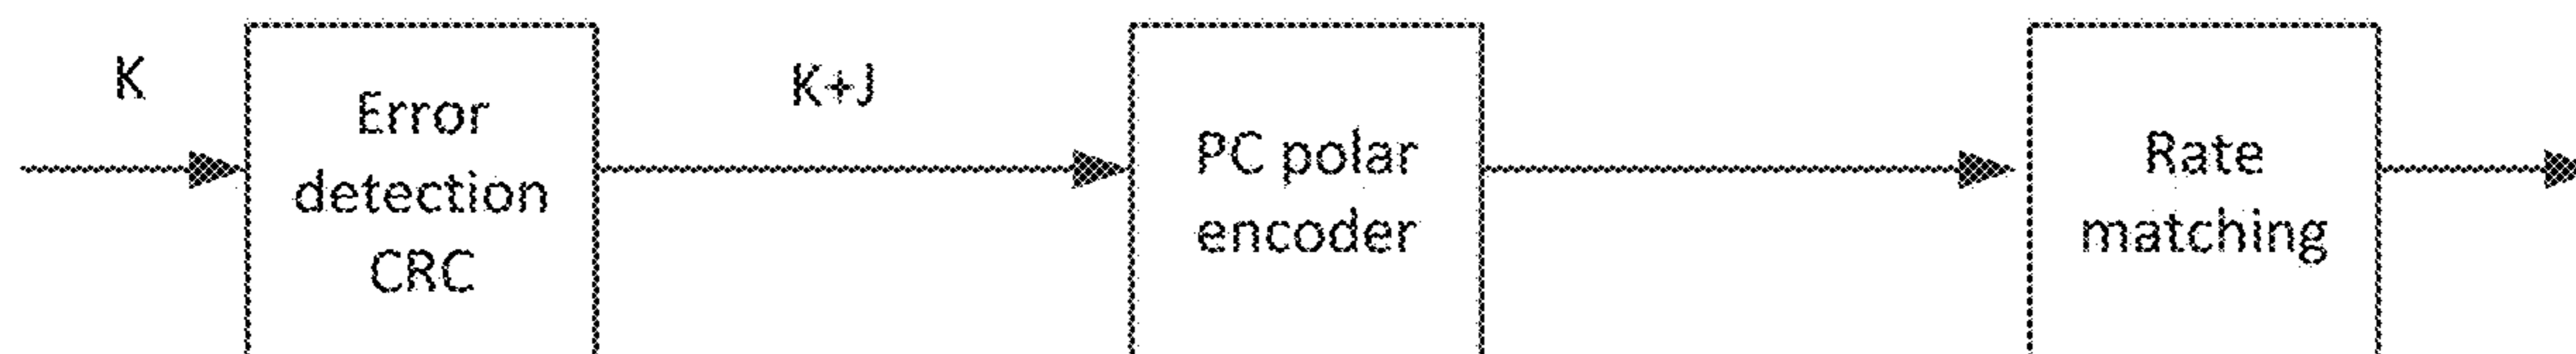 K
Error
detection
CRC
K+J
PC polar
encoder
Rate
matching